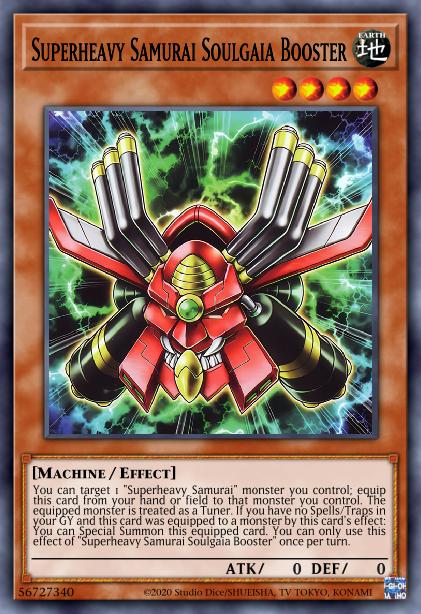 Superheavy Samurai Soulgaia Booster
EARTH
地
[Machine / Effect]
You can target 1 "Superheavy Samurai" monster you control; equip
this card from your hand or field to that monster you control. The
equipped monster is treated as a Tuner. If you have no Spells/Traps in
your GY and this card was equipped to a monster by this card's effect:
You can Special Summon this equipped card. You can only use this
effect of "Superheavy Samurai Soulgaia Booster" once per turn.
ATK/ 0 DEF/ 0
56727340
©2020 Studio Dice/SHUEISHA, TV TOKYO, KONAMI